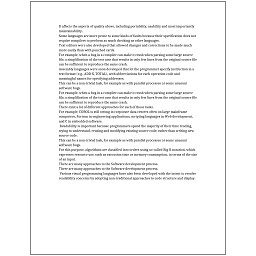 It affects the aspects of quality above, including portability, usability and most importantly
maintainability.
Some languages are more prone to some kinds of faults because their specification does not
require compilers to perform as much checking as other languages.
Text editors were also developed that allowed changes and corrections to be made much
more easily than with punched cards.
For example, when a bug in a compiler can make it crash when parsing some large source
file, a simplification of the test case that results in only few lines from the original source file
can be sufficient to reproduce the same crash.
Assembly languages were soon developed that let the programmer specify instruction in a
text format (e.g., ADD X, TOTAL), with abbreviations for each operation code and
meaningful names for specifying addresses.
This can be a non-trivial task, for example as with parallel processes or some unusual
software bugs.
For example, when a bug in a compiler can make it crash when parsing some large source
file, a simplification of the test case that results in only few lines from the original source file
can be sufficient to reproduce the same crash.
There exist a lot of different approaches for each of those tasks.
For example, COBOL is still strong in corporate data centers often on large mainframe
computers, Fortran in engineering applications, scripting languages in Web development,
and C in embedded software.
Readability is important because programmers spend the majority of their time reading,
trying to understand, reusing and modifying existing source code, rather than writing new
source code.
This can be a non-trivial task, for example as with parallel processes or some unusual
software bugs.
For this purpose, algorithms are classified into orders using so-called Big O notation, which
expresses resource use, such as execution time or memory consumption, in terms of the size
of an input.
There are many approaches to the Software development process.
There are many approaches to the Software development process.
Various visual programming languages have also been developed with the intent to resolve
readability concerns by adopting non-traditional approaches to code structure and display.